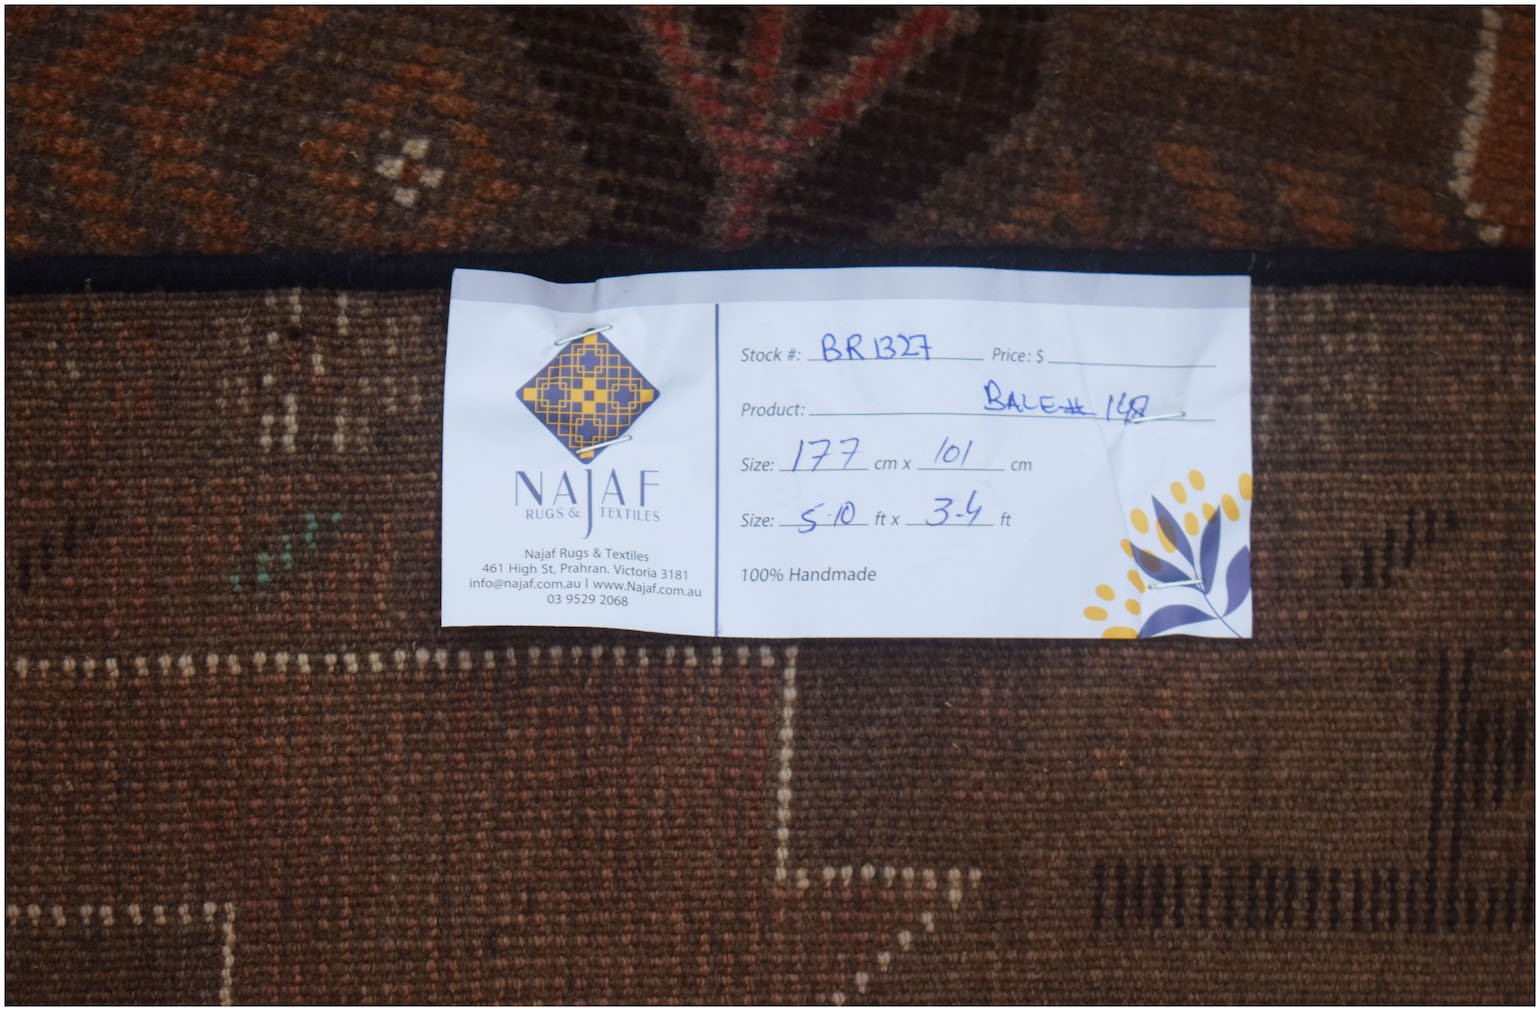 NAJAF
RUGS & TEXTILES
Najaf Rugs & Textiles
461 High St, Prahran. Victoria 3181
info@najaf.com.au | www.Najaf.com.au
03 9529 2068
Stock #: BR1327 Price: $
Product: BALE# 148
Size: 177 cm x 101 cm
Size: 5.10 ft x 3-4 ft
100% Handmade